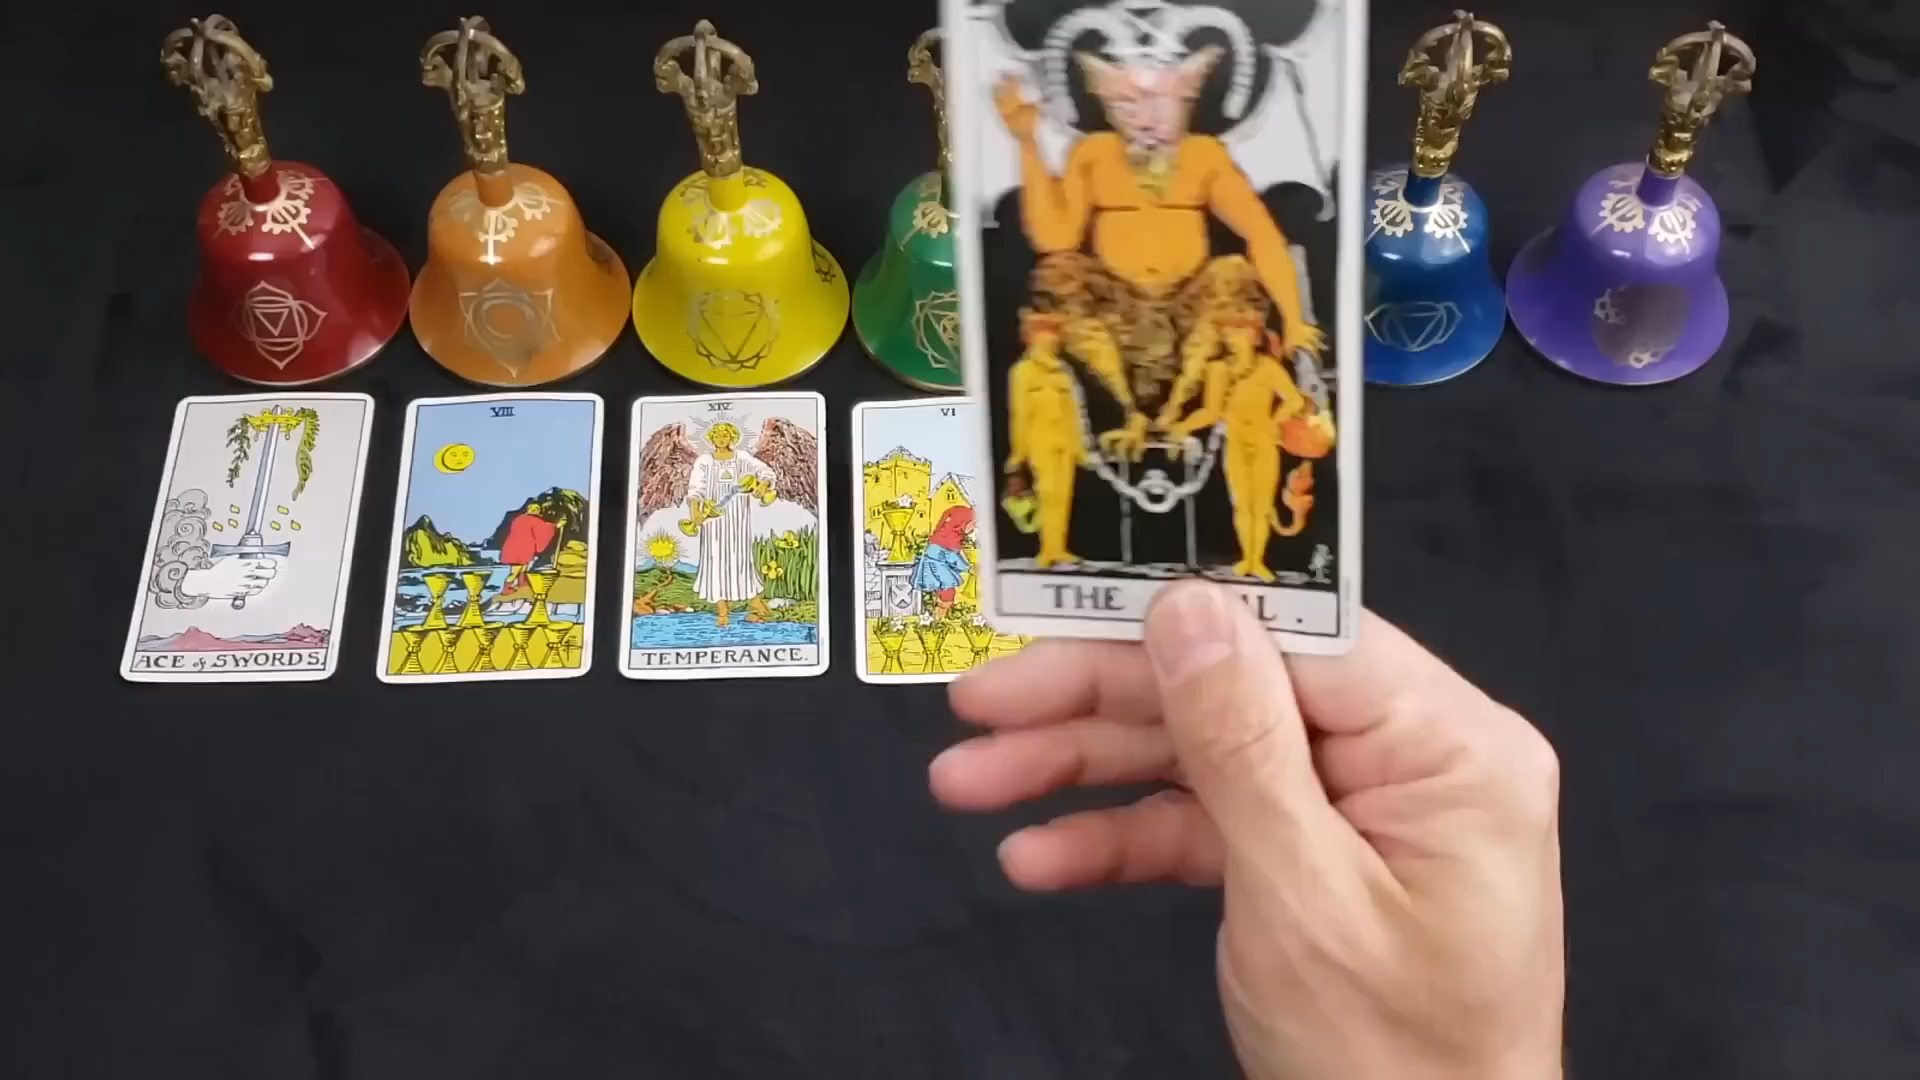 VIII
XIV
VI
ACE of SWORDS.
TEMPERANCE.
THE